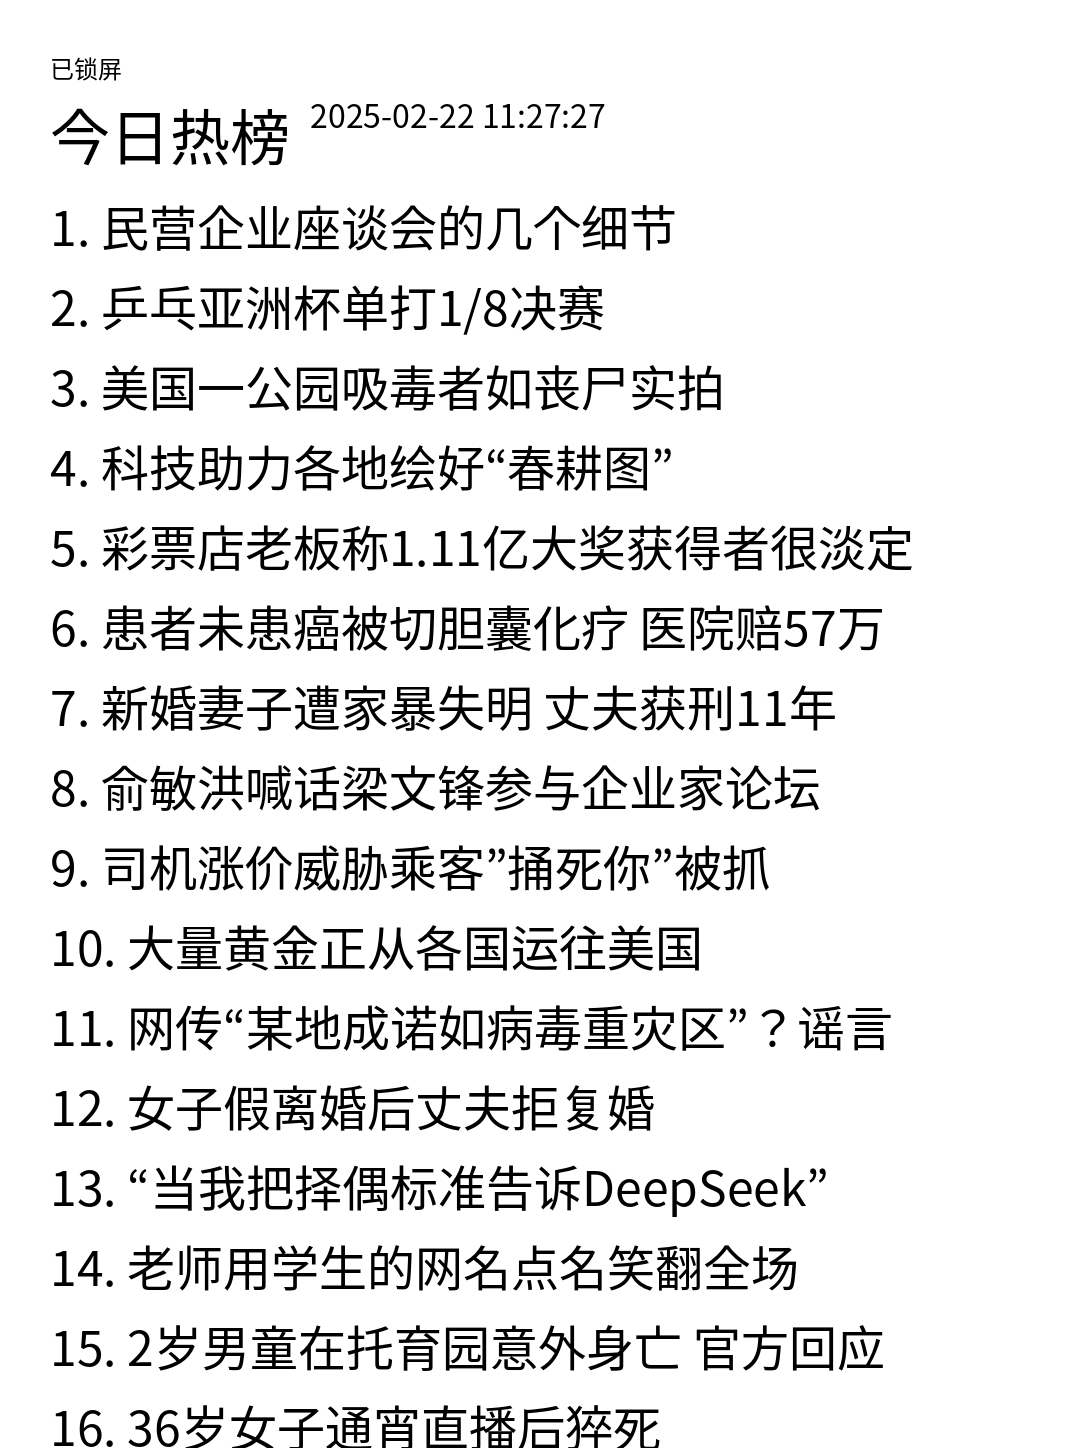 已锁屏
今日热榜 2025-02-22 11:27:27
1. 民营企业座谈会的几个细节
2. 乒乓亚洲杯单打1/8决赛
3. 美国一公园吸毒者如丧尸实拍
4. 科技助力各地绘好“春耕图”
5. 彩票店老板称1.11亿大奖获得者很淡定
6. 患者未患癌被切胆囊化疗 医院赔57万
7. 新婚妻子遭家暴失明 丈夫获刑11年
8. 俞敏洪喊话梁文锋参与企业家论坛
9. 司机涨价威胁乘客”捅死你”被抓
10. 大量黄金正从各国运往美国
11. 网传“某地成诺如病毒重灾区”？谣言
12. 女子假离婚后丈夫拒复婚
13. “当我把择偶标准告诉DeepSeek”
14. 老师用学生的网名点名笑翻全场
15. 2岁男童在托育园意外身亡 官方回应
16. 36岁女子通宵直播后猝死